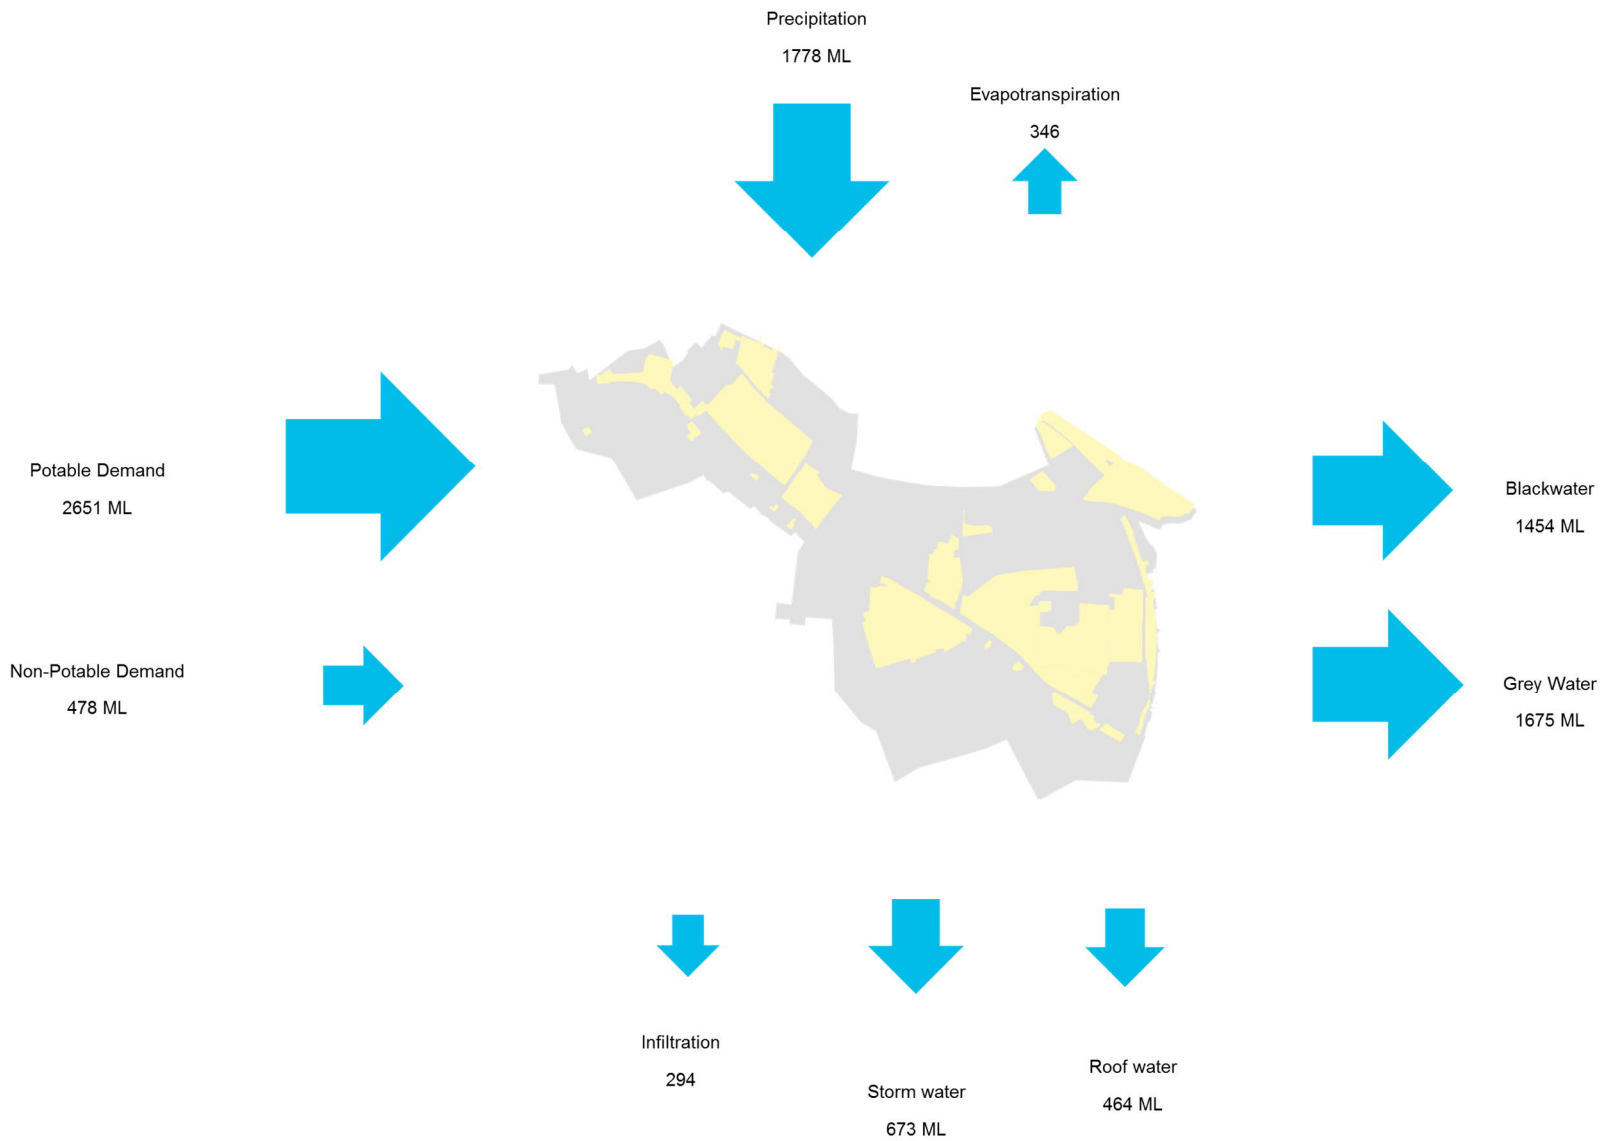 Precipitation
1778 ML
Evapotranspiration
346
Potable Demand
2651 ML
Blackwater
1454 ML
Non-Potable Demand
478 ML
Grey Water
1675 ML
Infiltration
294
Storm water
673 ML
Roof water
464 ML